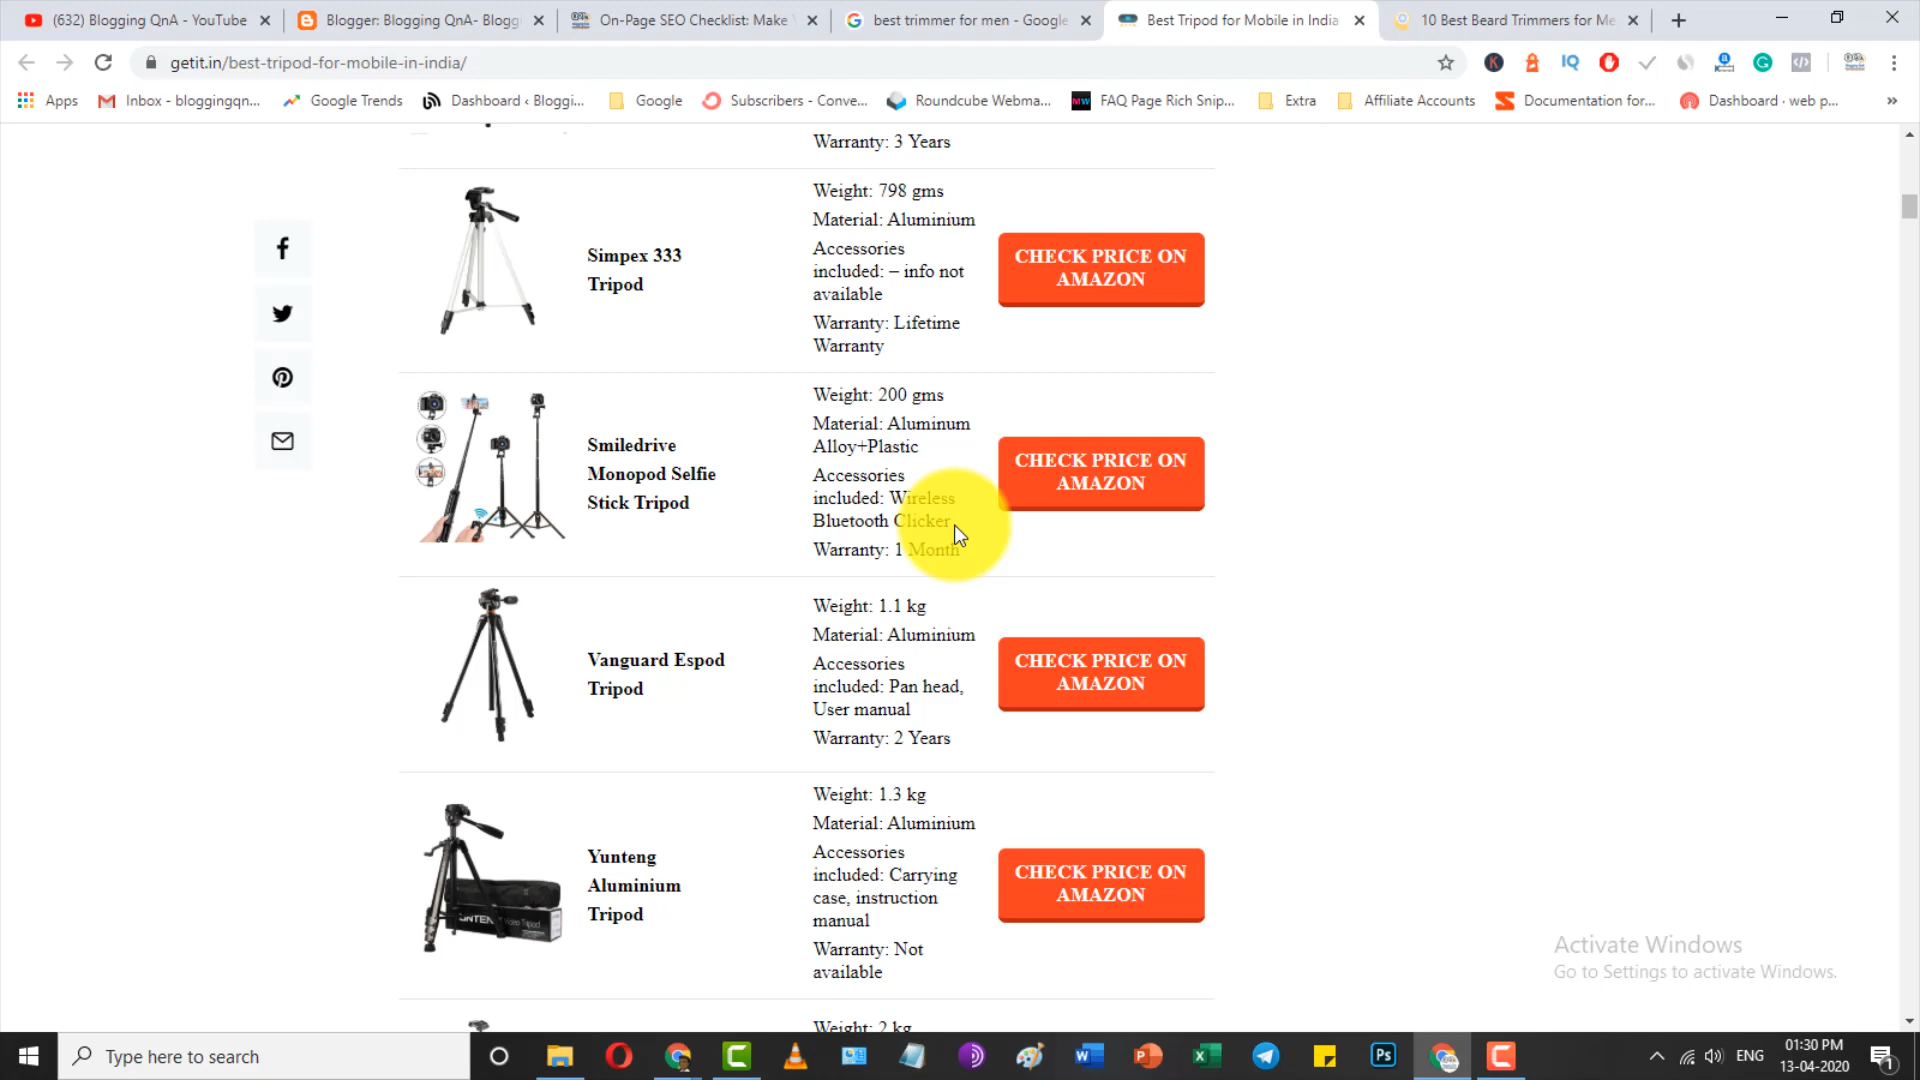 (632) Blogging QnA - YouTube
Blogger: Blogging QnA- Blogg
On-Page SEO Checklist: Make
best trimmer for men - Google
Best Tripod for Mobile in India
10 Best Beard Trimmers for Me
getit.in/best-tripod-for-mobile-in-india/
Apps
Inbox - bloggingqn...
Google Trends
Dashboard ‹ Bloggi...
Google
Subscribers - Conve...
Roundcube Webma...
FAQ Page Rich Snip...
Extra
Affiliate Accounts
Documentation for...
Dashboard · web p...
Warranty: 3 Years
Simpex 333
Tripod
Weight: 798 gms
Material: Aluminium
Accessories
included: – info not
available
Warranty: Lifetime
Warranty
CHECK PRICE ON
AMAZON
Smiledrive
Monopod Selfie
Stick Tripod
Weight: 200 gms
Material: Aluminum
Alloy+Plastic
Accessories
included: Wireless
Bluetooth Clicker
Warranty: 1 Month
CHECK PRICE ON
AMAZON
Vanguard Espod
Tripod
Weight: 1.1 kg
Material: Aluminium
Accessories
included: Pan head,
User manual
Warranty: 2 Years
CHECK PRICE ON
AMAZON
Yunteng
Aluminium
Tripod
Weight: 1.3 kg
Material: Aluminium
Accessories
included: Carrying
case, instruction
manual
Warranty: Not
available
CHECK PRICE ON
AMAZON
Weight: 2 kg
Activate Windows
Go to Settings to activate Windows.
Type here to search
ENG
01:30 PM
13-04-2020